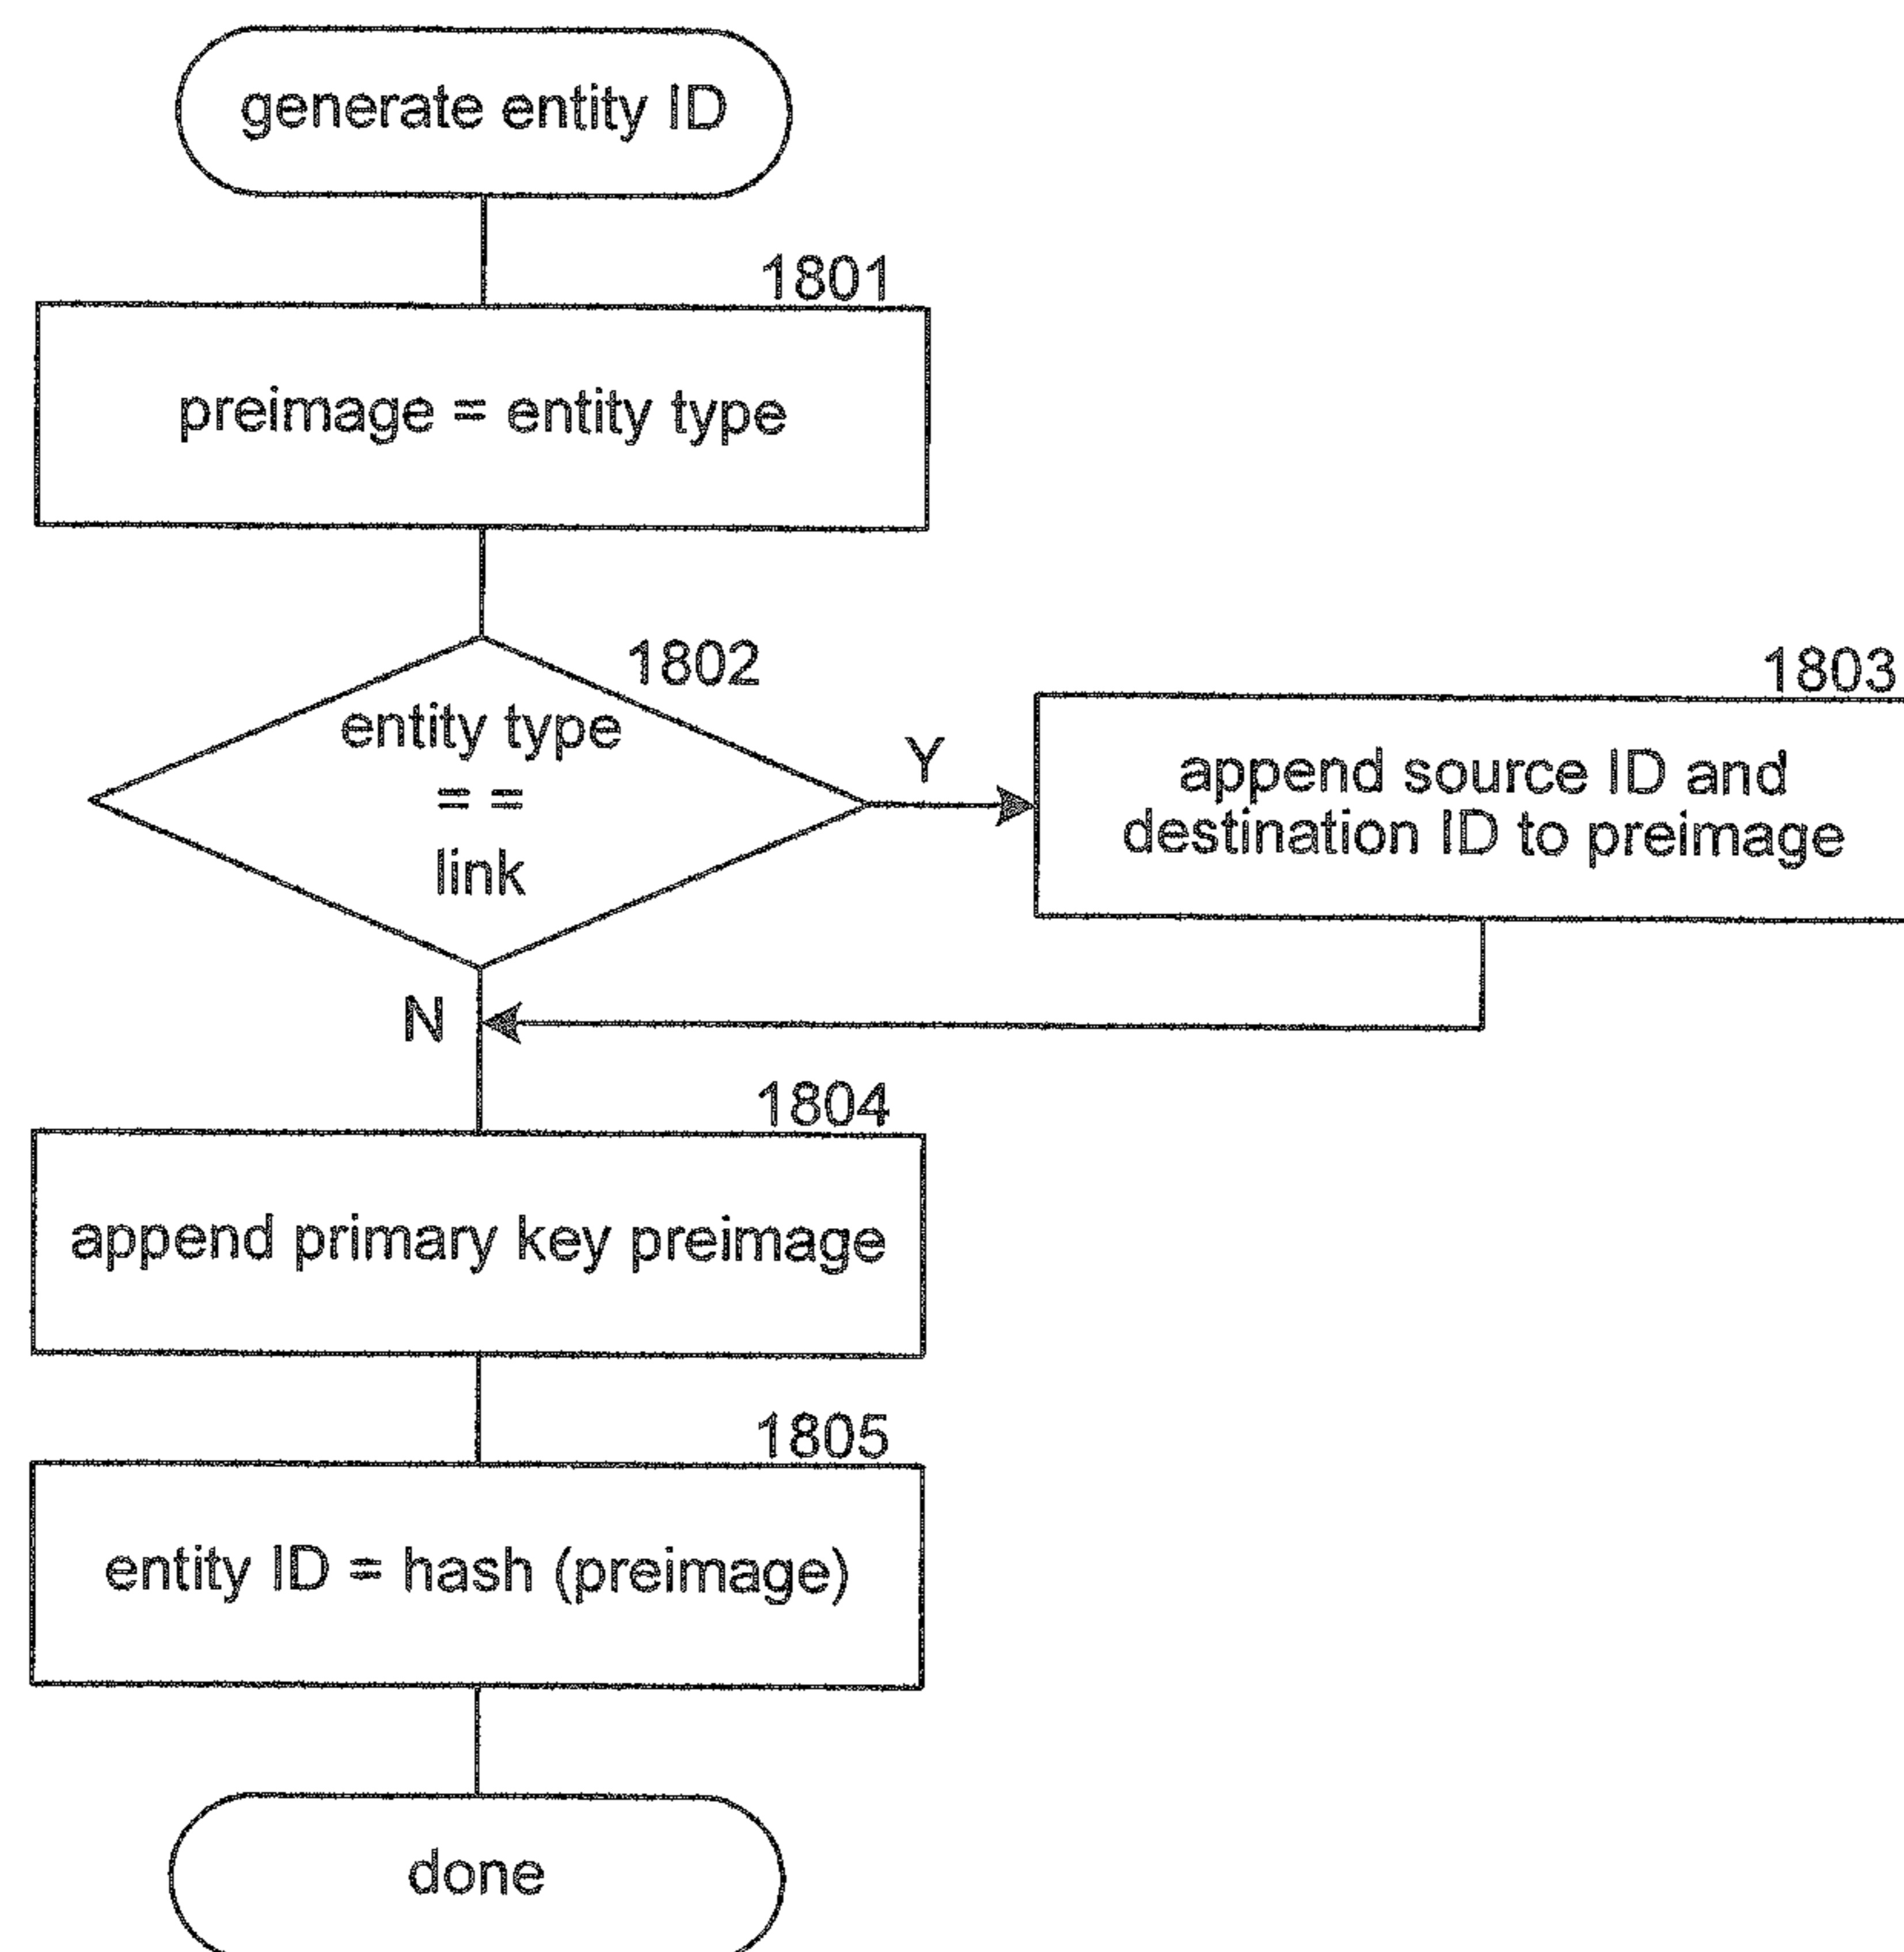 generate entity ID
1801
preimage = entity type
1802
entity type
= =
link
Y
1803
append source ID and
destination ID to preimage
N
1804
append primary key preimage
1805
entity ID = hash (preimage)
done